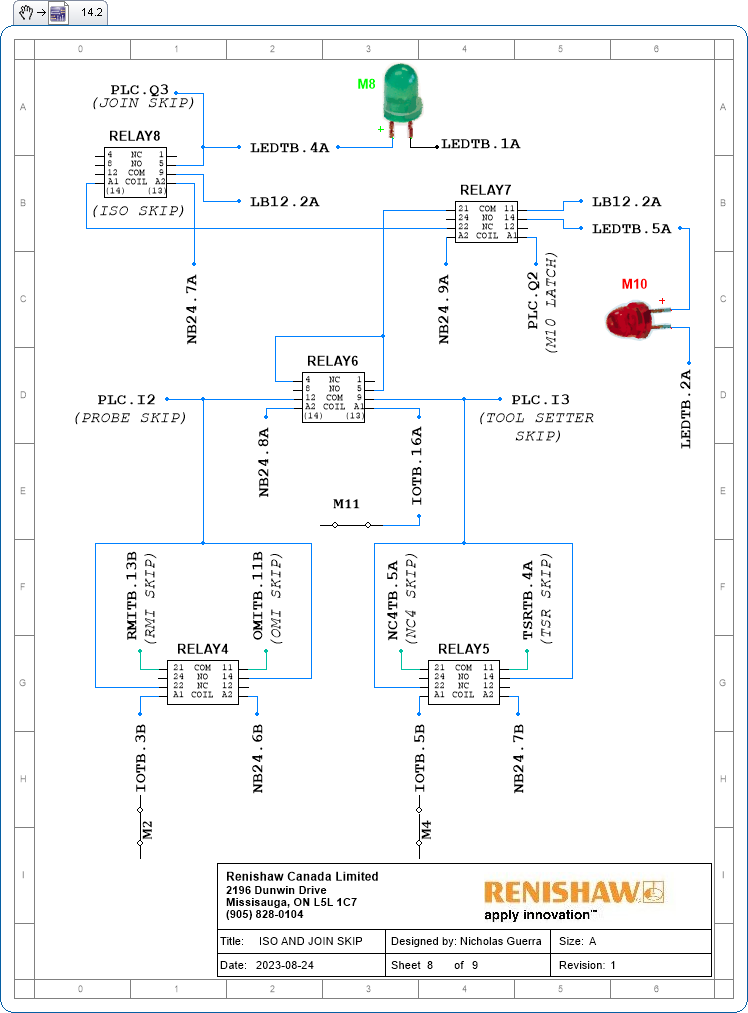 14.2
0 1 2 3 4 5 6
A A
B B
C C
D D
E E
F F
G G
H H
I I
PLC.Q3
(JOIN SKIP)
M8
+
LEDTB.4A
LEDTB.1A
RELAY8
4 NC 1
8 NO 5
12 COM 9
A1 COIL A2
(14) (13)
(ISO SKIP)
LB12.2A
NB24.7A
RELAY7
21 COM 11
24 NO 14
22 NC 12
A2 COIL A1
LB12.2A
LEDTB.5A
NB24.9A
PLC.Q2
(M10 LATCH)
M10
+
LEDTB.2A
RELAY6
4 NC 1
8 NO 5
12 COM 9
A2 COIL A1
(14) (13)
PLC.I2
(PROBE SKIP)
PLC.I3
(TOOL SETTER
SKIP)
NB24.8A
IOTB.16A
M11
RMITB.13B
(RMI SKIP)
OMITB.11B
(OMI SKIP)
NC4TB.5A
(NC4 SKIP)
TSRTB.4A
(TSR SKIP)
RELAY4
21 COM 11
24 NO 14
22 NC 12
A1 COIL A2
RELAY5
21 COM 11
24 NO 14
22 NC 12
A1 COIL A2
IOTB.3B
NB24.6B
IOTB.5B
NB24.7B
M2
M4
Renishaw Canada Limited
2196 Dunwin Drive
Missisauga, ON L5L 1C7
(905) 828-0104
RENISHAW
apply innovation™
Title: ISO AND JOIN SKIP
Designed by: Nicholas Guerra
Size: A
Date: 2023-08-24
Sheet 8 of 9
Revision: 1
0 1 2 3 4 5 6